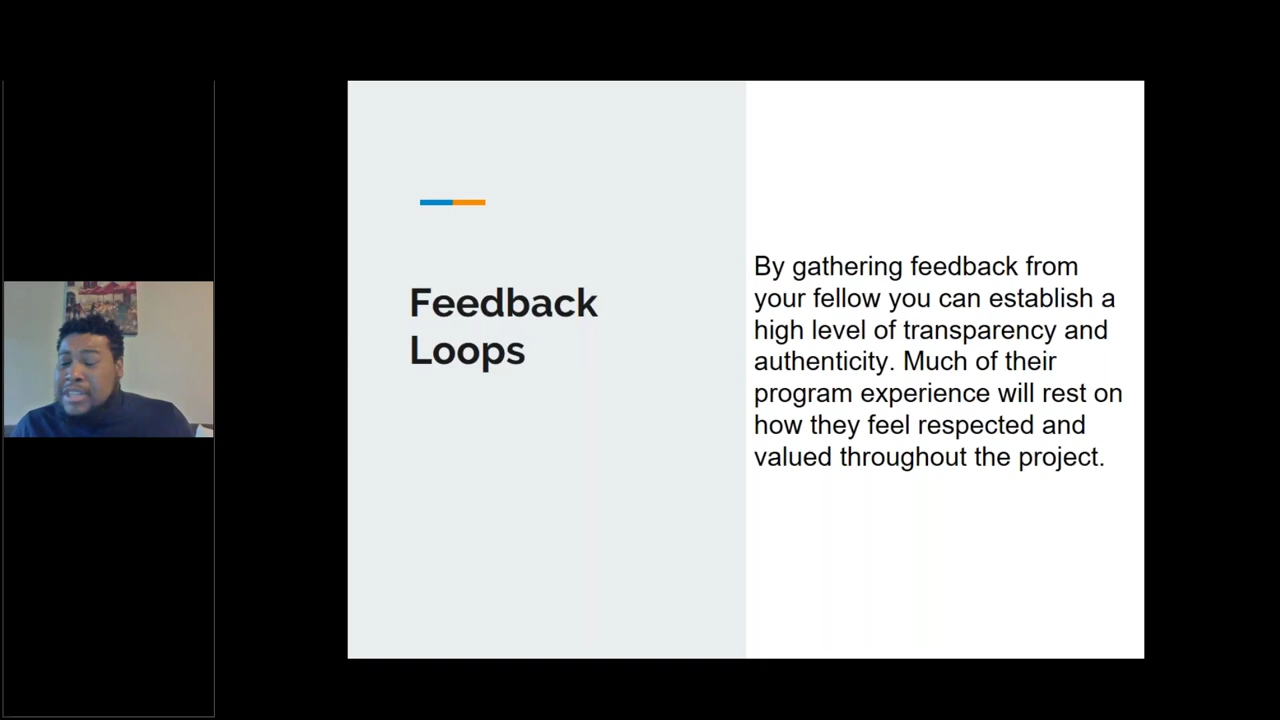 Feedback
Loops
By gathering feedback from
your fellow you can establish a
high level of transparency and
authenticity. Much of their
program experience will rest on
how they feel respected and
valued throughout the project.